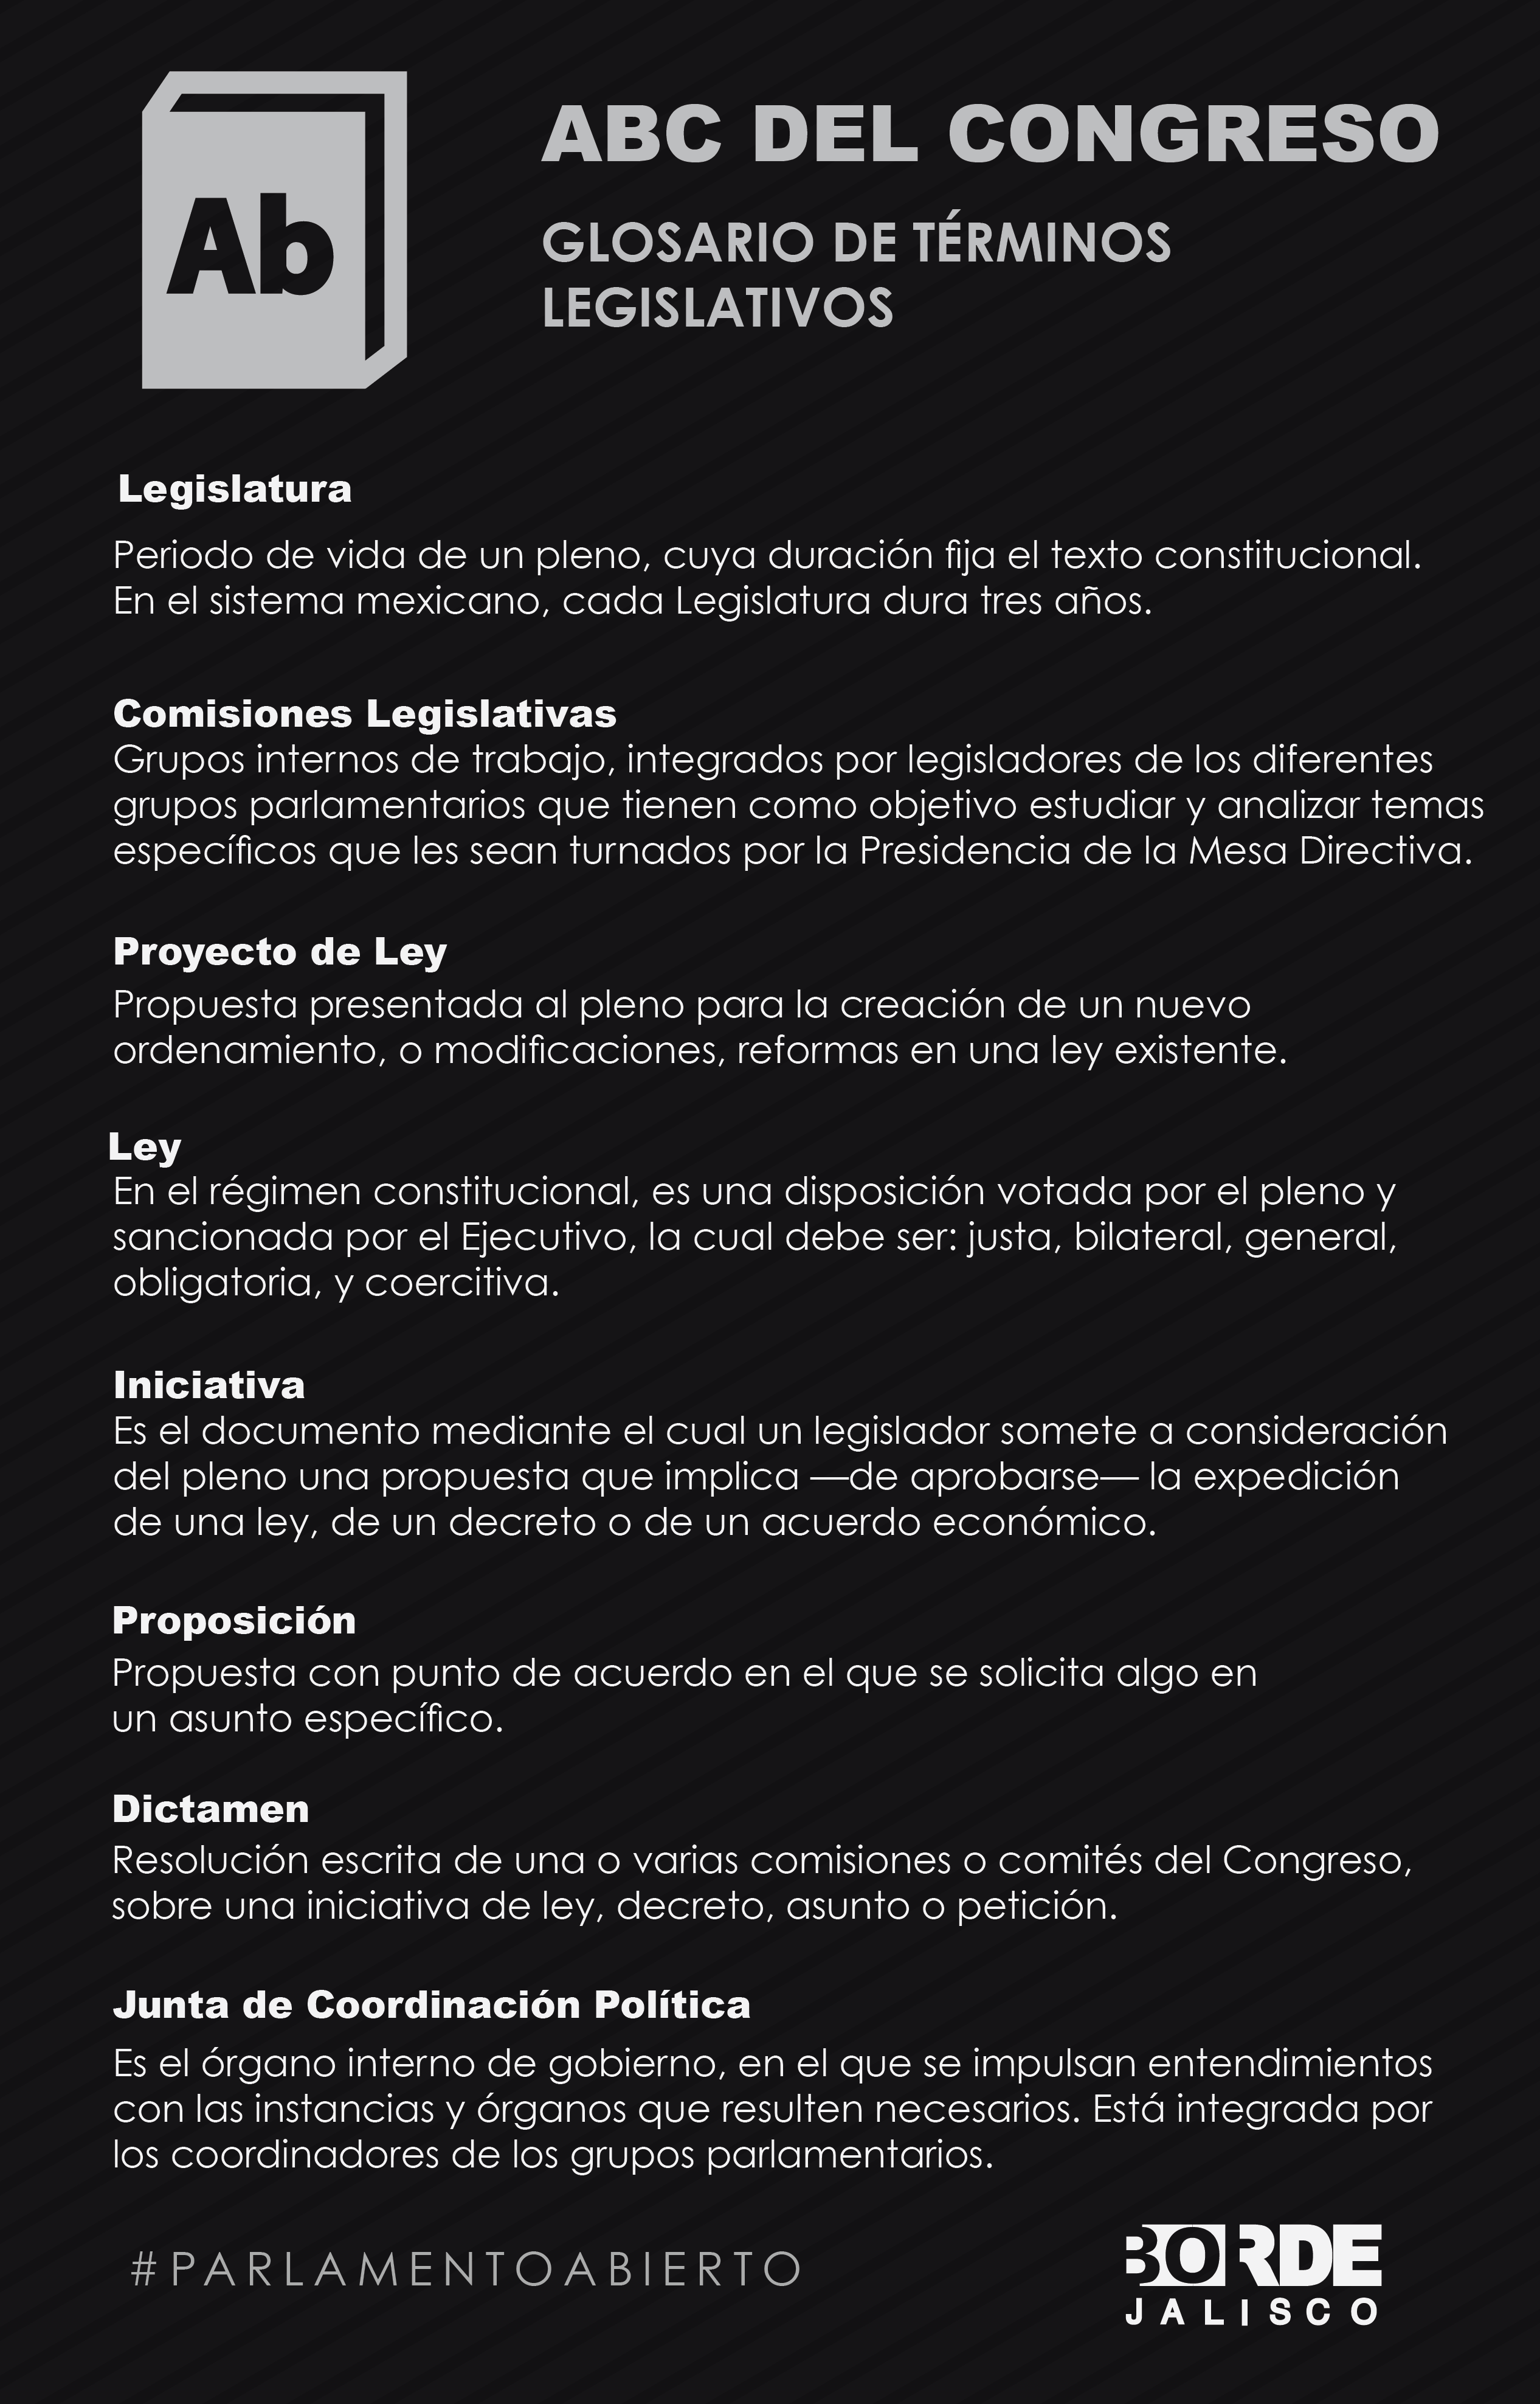 Ab
ABC DEL CONGRESO
GLOSARIO DE TÉRMINOS
LEGISLATIVOS
Legislatura
Periodo de vida de un pleno, cuya duración fija el texto constitucional.
En el sistema mexicano, cada Legislatura dura tres años.
Comisiones Legislativas
Grupos internos de trabajo, integrados por legisladores de los diferentes
grupos parlamentarios que tienen como objetivo estudiar y analizar temas
específicos que les sean turnados por la Presidencia de la Mesa Directiva.
Proyecto de Ley
Propuesta presentada al pleno para la creación de un nuevo
ordenamiento, o modificaciones, reformas en una ley existente.
Ley
En el régimen constitucional, es una disposición votada por el pleno y
sancionada por el Ejecutivo, la cual debe ser: justa, bilateral, general,
obligatoria, y coercitiva.
Iniciativa
Es el documento mediante el cual un legislador somete a consideración
del pleno una propuesta que implica —de aprobarse— la expedición
de una ley, de un decreto o de un acuerdo económico.
Proposición
Propuesta con punto de acuerdo en el que se solicita algo en
un asunto específico.
Dictamen
Resolución escrita de una o varias comisiones o comités del Congreso,
sobre una iniciativa de ley, decreto, asunto o petición.
Junta de Coordinación Política
Es el órgano interno de gobierno, en el que se impulsan entendimientos
con las instancias y órganos que resulten necesarios. Está integrada por
los coordinadores de los grupos parlamentarios.
#PARLAMENTOABIERTO
BORDE
JALISCO